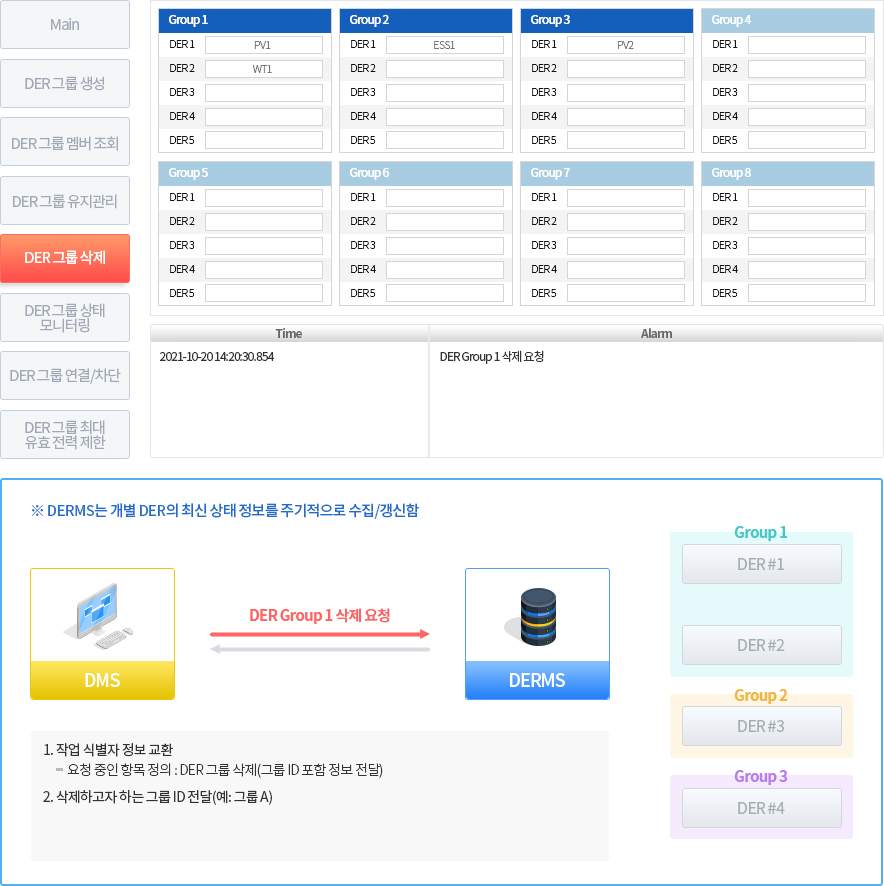 Main
DER 그룹 생성
DER 그룹 멤버 조회
DER 그룹 유지관리
DER 그룹 삭제
DER 그룹 상태
모니터링
DER 그룹 연결/차단
DER 그룹 최대
유효 전력 제한
Group 1
DER 1 PV1
DER 2 WT1
DER 3
DER 4
DER 5
Group 2
DER 1 ESS1
DER 2
DER 3
DER 4
DER 5
Group 3
DER 1 PV2
DER 2
DER 3
DER 4
DER 5
Group 4
DER 1
DER 2
DER 3
DER 4
DER 5
Group 5
DER 1
DER 2
DER 3
DER 4
DER 5
Group 6
DER 1
DER 2
DER 3
DER 4
DER 5
Group 7
DER 1
DER 2
DER 3
DER 4
DER 5
Group 8
DER 1
DER 2
DER 3
DER 4
DER 5
Time Alarm
2021-10-20 14:20:30.854 DER Group 1 삭제 요청
※ DERMS는 개별 DER의 최신 상태 정보를 주기적으로 수집/갱신함
DMS
DER Group 1 삭제 요청
DERMS
1. 작업 식별자 정보 교환
– 요청 중인 항목 정의 : DER 그룹 삭제(그룹 ID 포함 정보 전달)
2. 삭제하고자 하는 그룹 ID 전달(예: 그룹 A)
Group 1
DER #1
DER #2
Group 2
DER #3
Group 3
DER #4